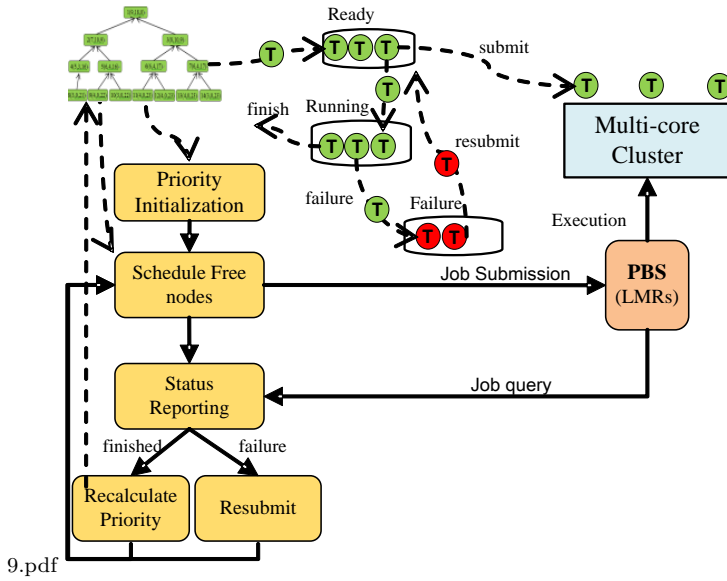 Ready
T
T T T
submit
T
T T T
finish
Running
T T T
resubmit
T
failure
T
Failure
T T
Multi-core
Cluster
Priority
Initialization
Execution
Schedule Free
nodes
Job Submission
PBS
(LMRs)
Status
Reporting
Job query
finished
failure
Recalculate
Priority
Resubmit
9.pdf